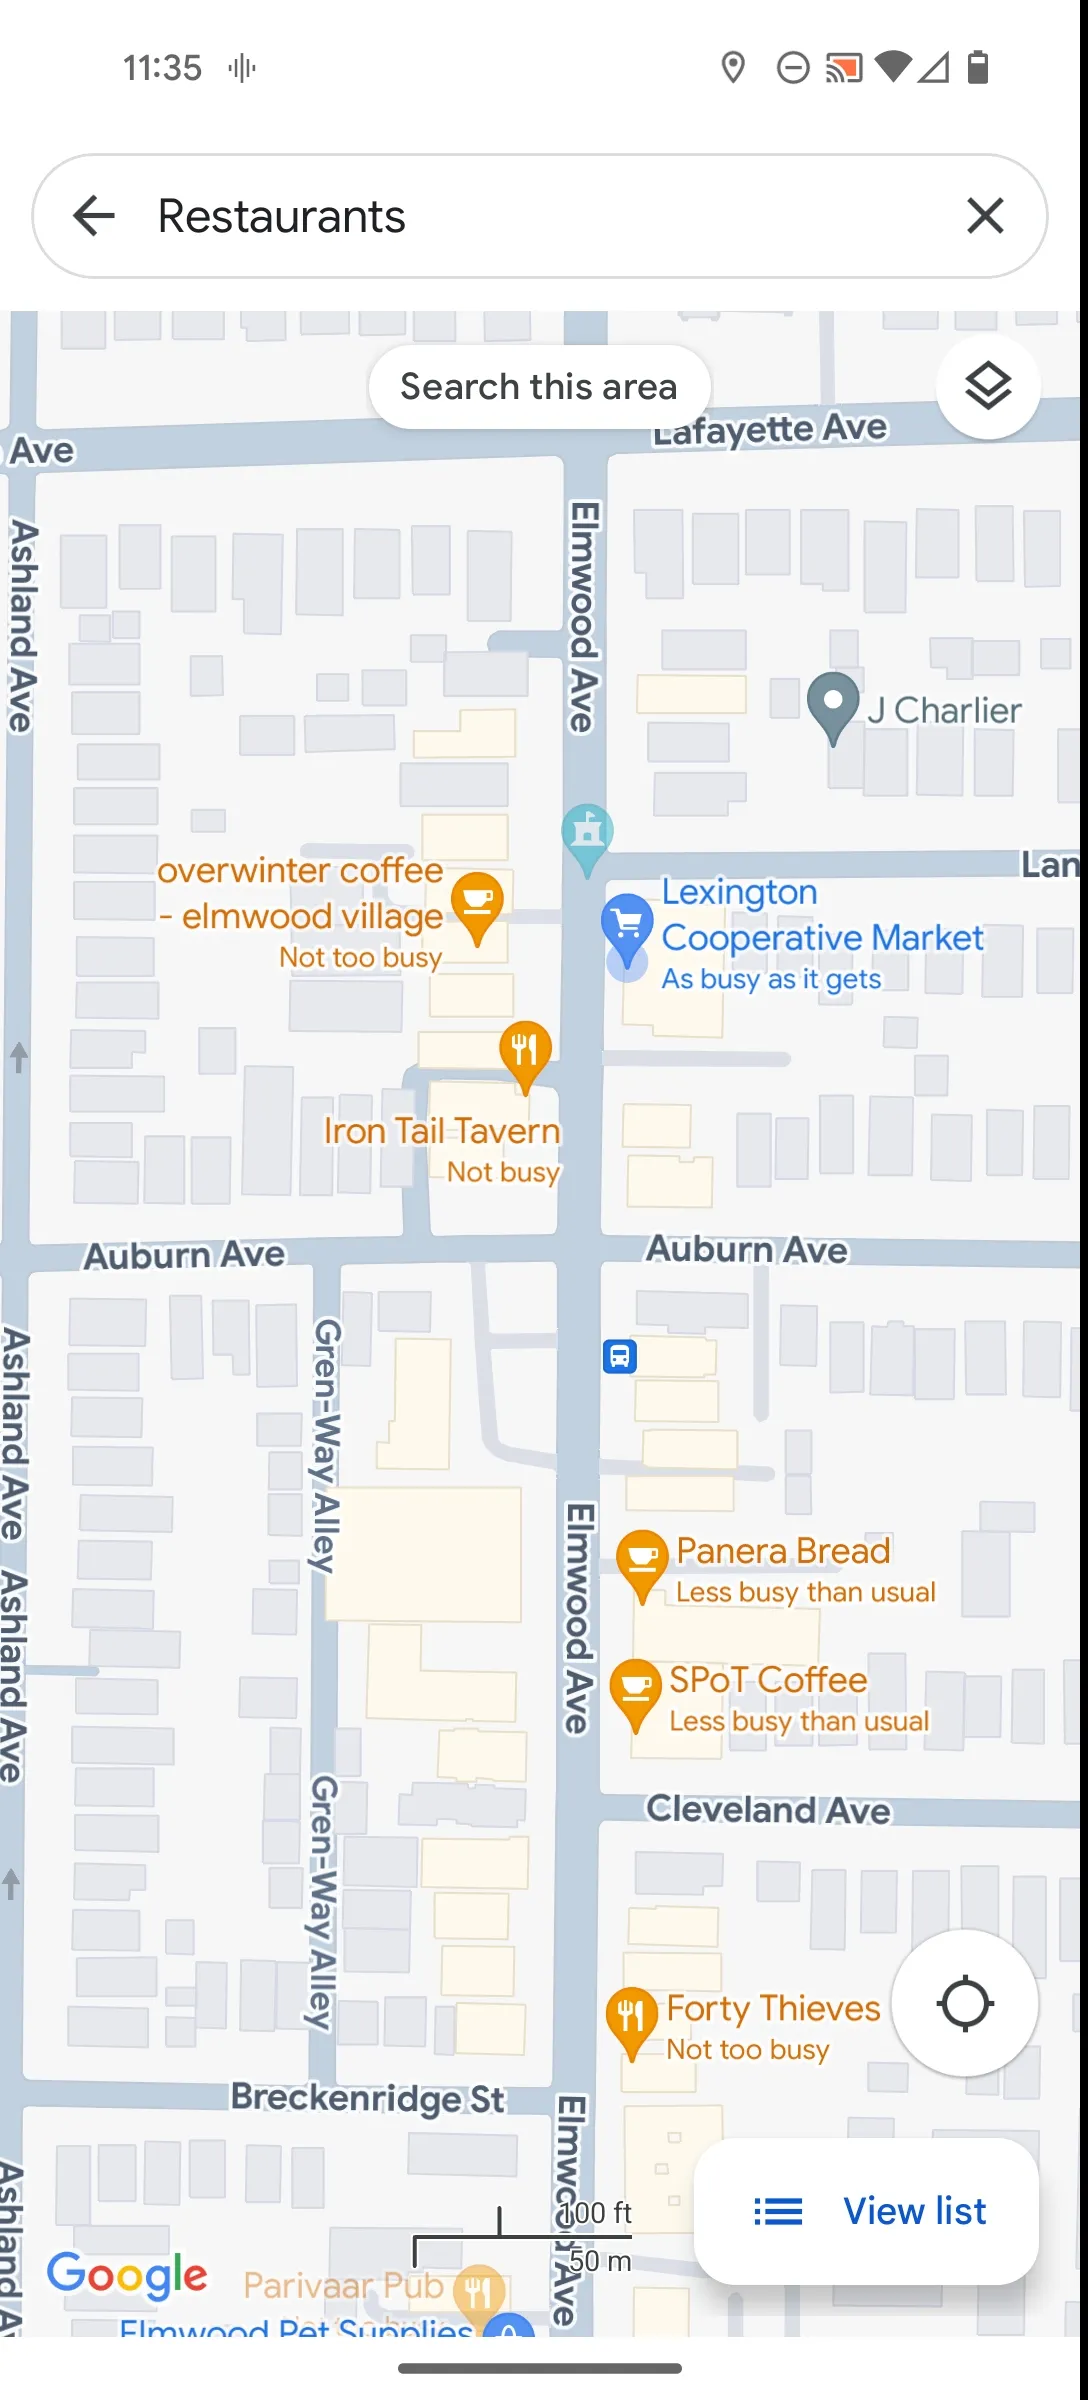 11:35
Restaurants
Search this area
Lafayette Ave
Ave
Ashland Ave
Elmwood Ave
J Charlier
Lan
overwinter coffee
- elmwood village
Not too busy
Lexington
Cooperative Market
As busy as it gets
Iron Tail Tavern
Not busy
Auburn Ave
Auburn Ave
Ashland Ave
Gren-Way Alley
Elmwood Ave
Panera Bread
Less busy than usual
SPoT Coffee
Less busy than usual
Ashland Ave
Gren-Way Alley
Cleveland Ave
Forty Thieves
Not too busy
Breckenridge St
Elmwood Ave
Ashland Av
100 ft
50 m
View list
Google
Parivaar Pub
Elmwood Pet Supplies